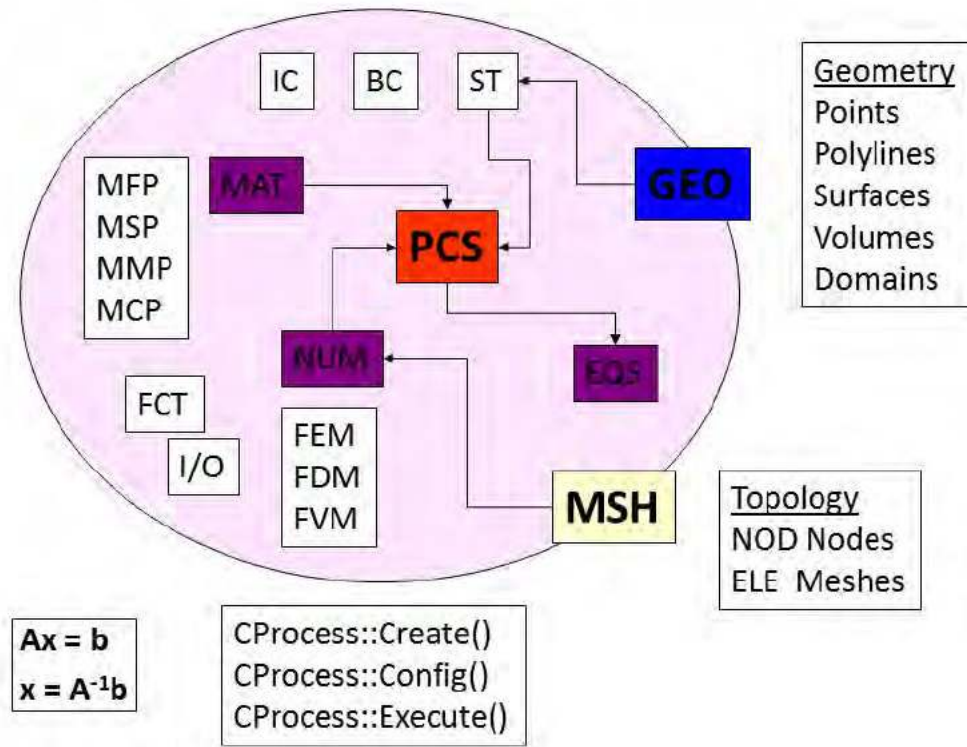 IC
BC
ST
Geometry
Points
Polylines
Surfaces
Volumes
Domains
GEO
MFP
MSP
MMP
MCP
MAT
PCS
NUM
EQS
FCT
I/O
FEM
FDM
FVM
MSH
Topology
NOD Nodes
ELE Meshes
Ax = b
x = A⁻¹b
CProcess::Create()
CProcess::Config()
CProcess::Execute()